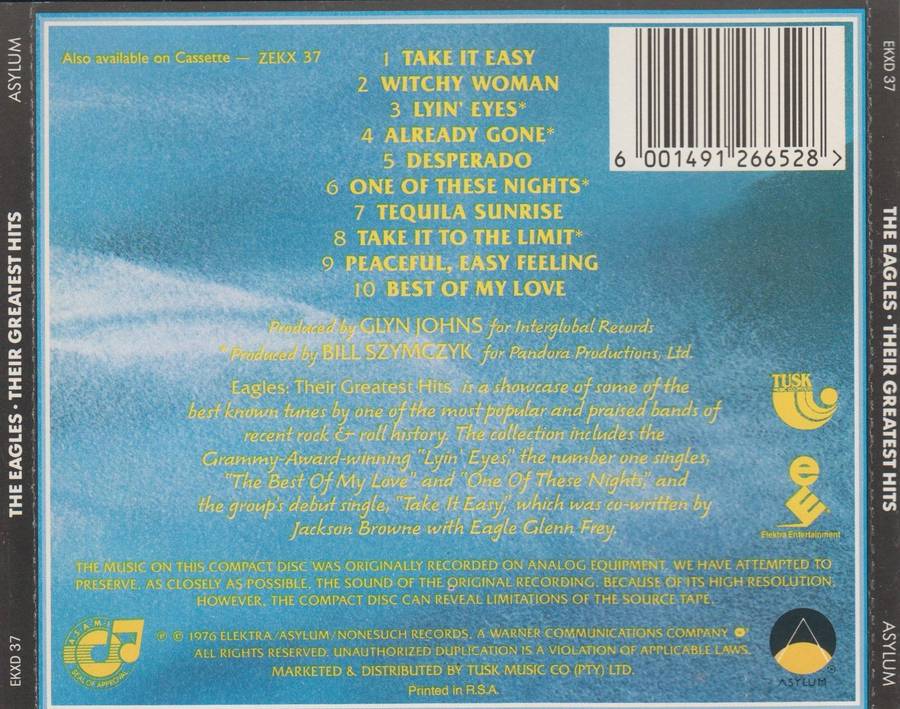 ASYLUM
THE EAGLES • THEIR GREATEST HITS
EKXD 37
Also available on Cassette — ZEKX 37
1 TAKE IT EASY
2 WITCHY WOMAN
3 LYIN' EYES*
4 ALREADY GONE*
5 DESPERADO
6 ONE OF THESE NIGHTS*
7 TEQUILA SUNRISE
8 TAKE IT TO THE LIMIT*
9 PEACEFUL, EASY FEELING
10 BEST OF MY LOVE
6 001491 266528 >
Produced by GLYN JOHNS for Interglobal Records
* Produced by BILL SZYMCZYK for Pandora Productions, Ltd.
Eagles: Their Greatest Hits is a showcase of some of the
best known tunes by one of the most popular and praised bands of
recent rock & roll history. The collection includes the
Grammy-Award-winning "Lyin' Eyes," the number one singles,
"The Best Of My Love" and "One Of These Nights," and
the group's debut single, "Take It Easy," which was co-written by
Jackson Browne with Eagle Glenn Frey.
TUSK
Elektra Entertainment
THE MUSIC ON THIS COMPACT DISC WAS ORIGINALLY RECORDED ON ANALOG EQUIPMENT. WE HAVE ATTEMPTED TO
PRESERVE, AS CLOSELY AS POSSIBLE, THE SOUND OF THE ORIGINAL RECORDING. BECAUSE OF ITS HIGH RESOLUTION,
HOWEVER, THE COMPACT DISC CAN REVEAL LIMITATIONS OF THE SOURCE TAPE.
ASAMI
SEAL OF APPROVAL
℗ © 1976 ELEKTRA/ASYLUM/NONESUCH RECORDS, A WARNER COMMUNICATIONS COMPANY
ALL RIGHTS RESERVED. UNAUTHORIZED DUPLICATION IS A VIOLATION OF APPLICABLE LAWS.
MARKETED & DISTRIBUTED BY TUSK MUSIC CO (PTY) LTD.
Printed in R.S.A.
ASYLUM
EKXD 37
THE EAGLES • THEIR GREATEST HITS
ASYLUM